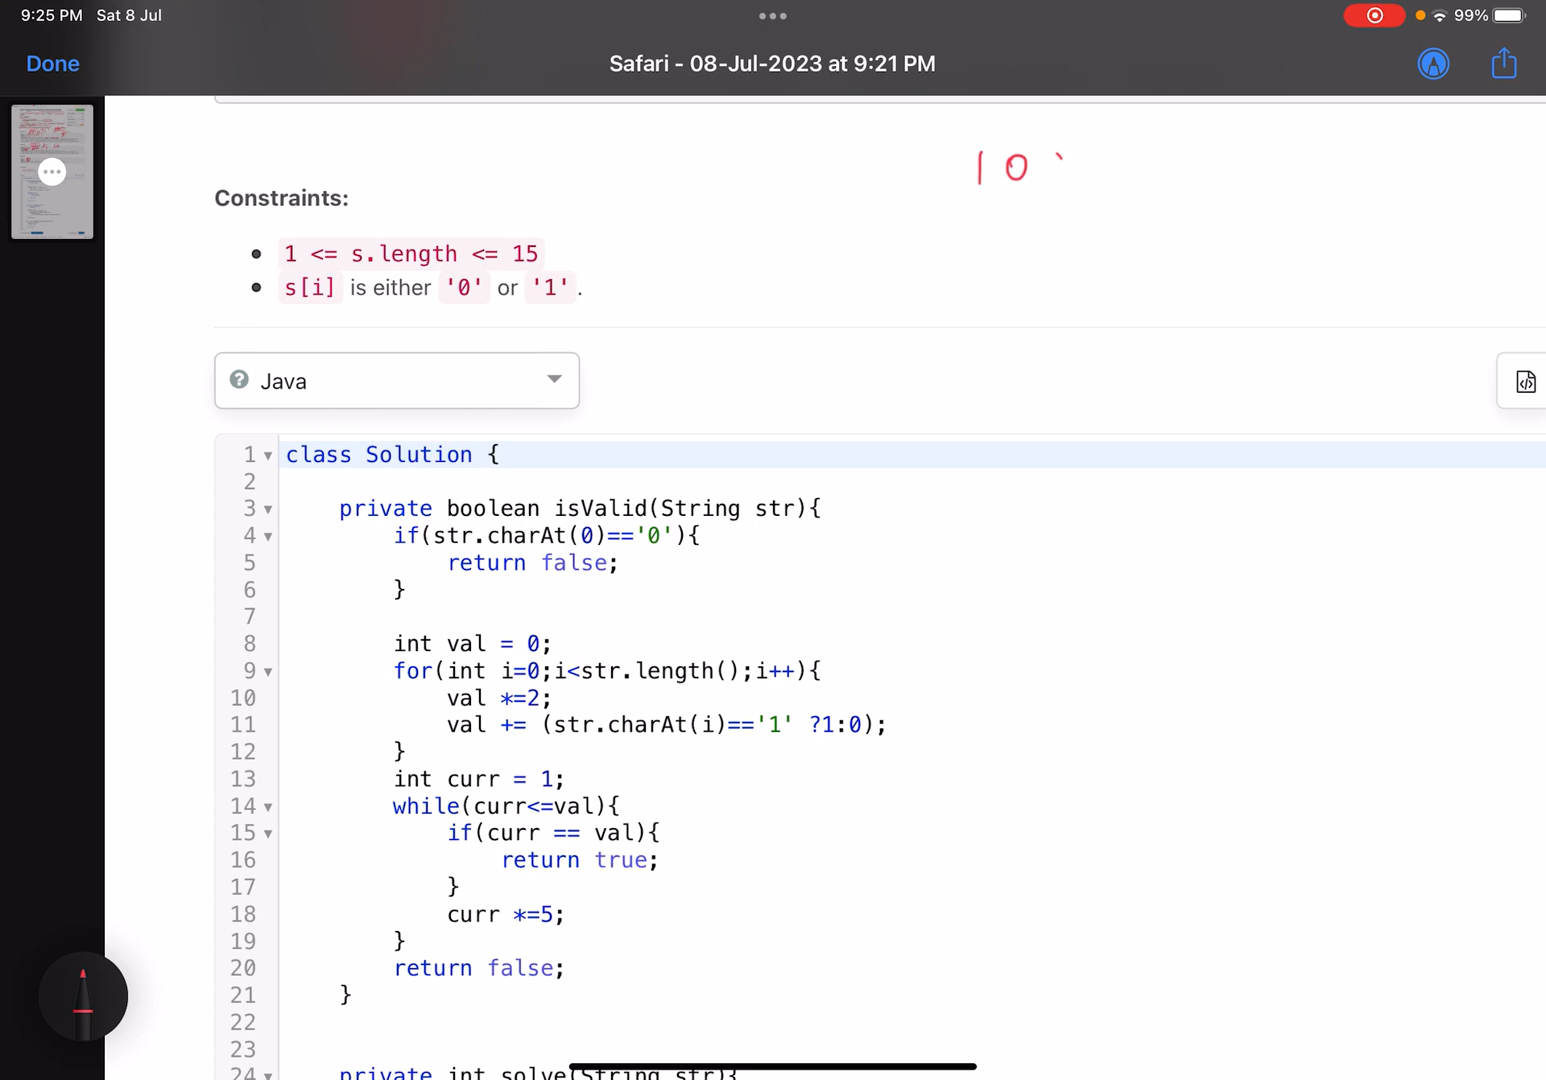 9:25 PM Sat 8 Jul
99%
Done
Safari - 08-Jul-2023 at 9:21 PM
1 0
Constraints:
1 <= s.length <= 15
s[i] is either '0' or '1'.
Java
1 class Solution {
2
3 private boolean isValid(String str){
4 if(str.charAt(0)=='0'){
5 return false;
6 }
7
8 int val = 0;
9 for(int i=0;i<str.length();i++){
10 val *=2;
11 val += (str.charAt(i)=='1' ?1:0);
12 }
13 int curr = 1;
14 while(curr<=val){
15 if(curr == val){
16 return true;
17 }
18 curr *=5;
19 }
20 return false;
21 }
22
23
24 private int solve(String str){